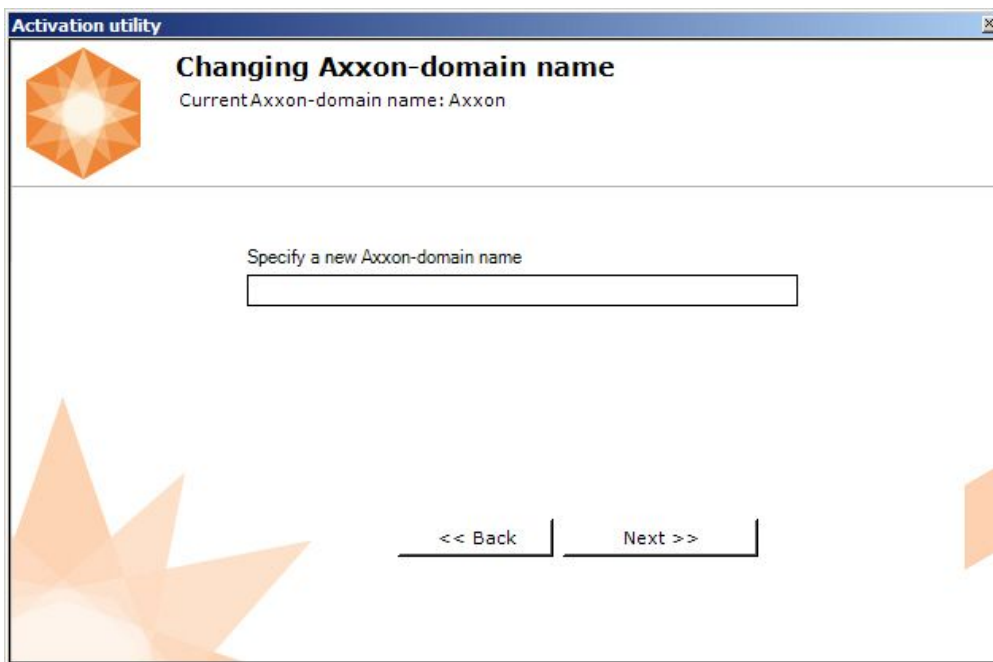 Activation utility
Changing Axxon-domain name
Current Axxon-domain name: Axxon
Specify a new Axxon-domain name
<< Back
Next >>